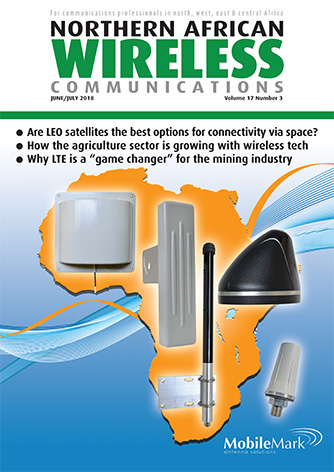 For communications professionals in north, west, east & central Africa
NORTHERN AFRICAN
WIRELESS
COMMUNICATIONS
JUNE/JULY 2018 Volume 17 Number 3
● Are LEO satellites the best options for connectivity via space?
● How the agriculture sector is growing with wireless tech
● Why LTE is a “game changer” for the mining industry
MobileMark
antenna solutions